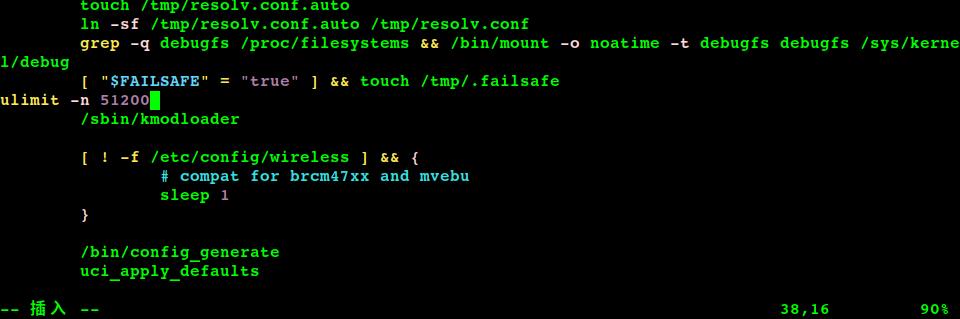 touch /tmp/resolv.conf.auto
ln -sf /tmp/resolv.conf.auto /tmp/resolv.conf
grep -q debugfs /proc/filesystems && /bin/mount -o noatime -t debugfs debugfs /sys/kerne
l/debug
[ "$FAILSAFE" = "true" ] && touch /tmp/.failsafe
ulimit -n 51200
/sbin/kmodloader
[ ! -f /etc/config/wireless ] && {
# compat for brcm47xx and mvebu
sleep 1
}
/bin/config_generate
uci_apply_defaults
-- 插入 -- 38,16 90%